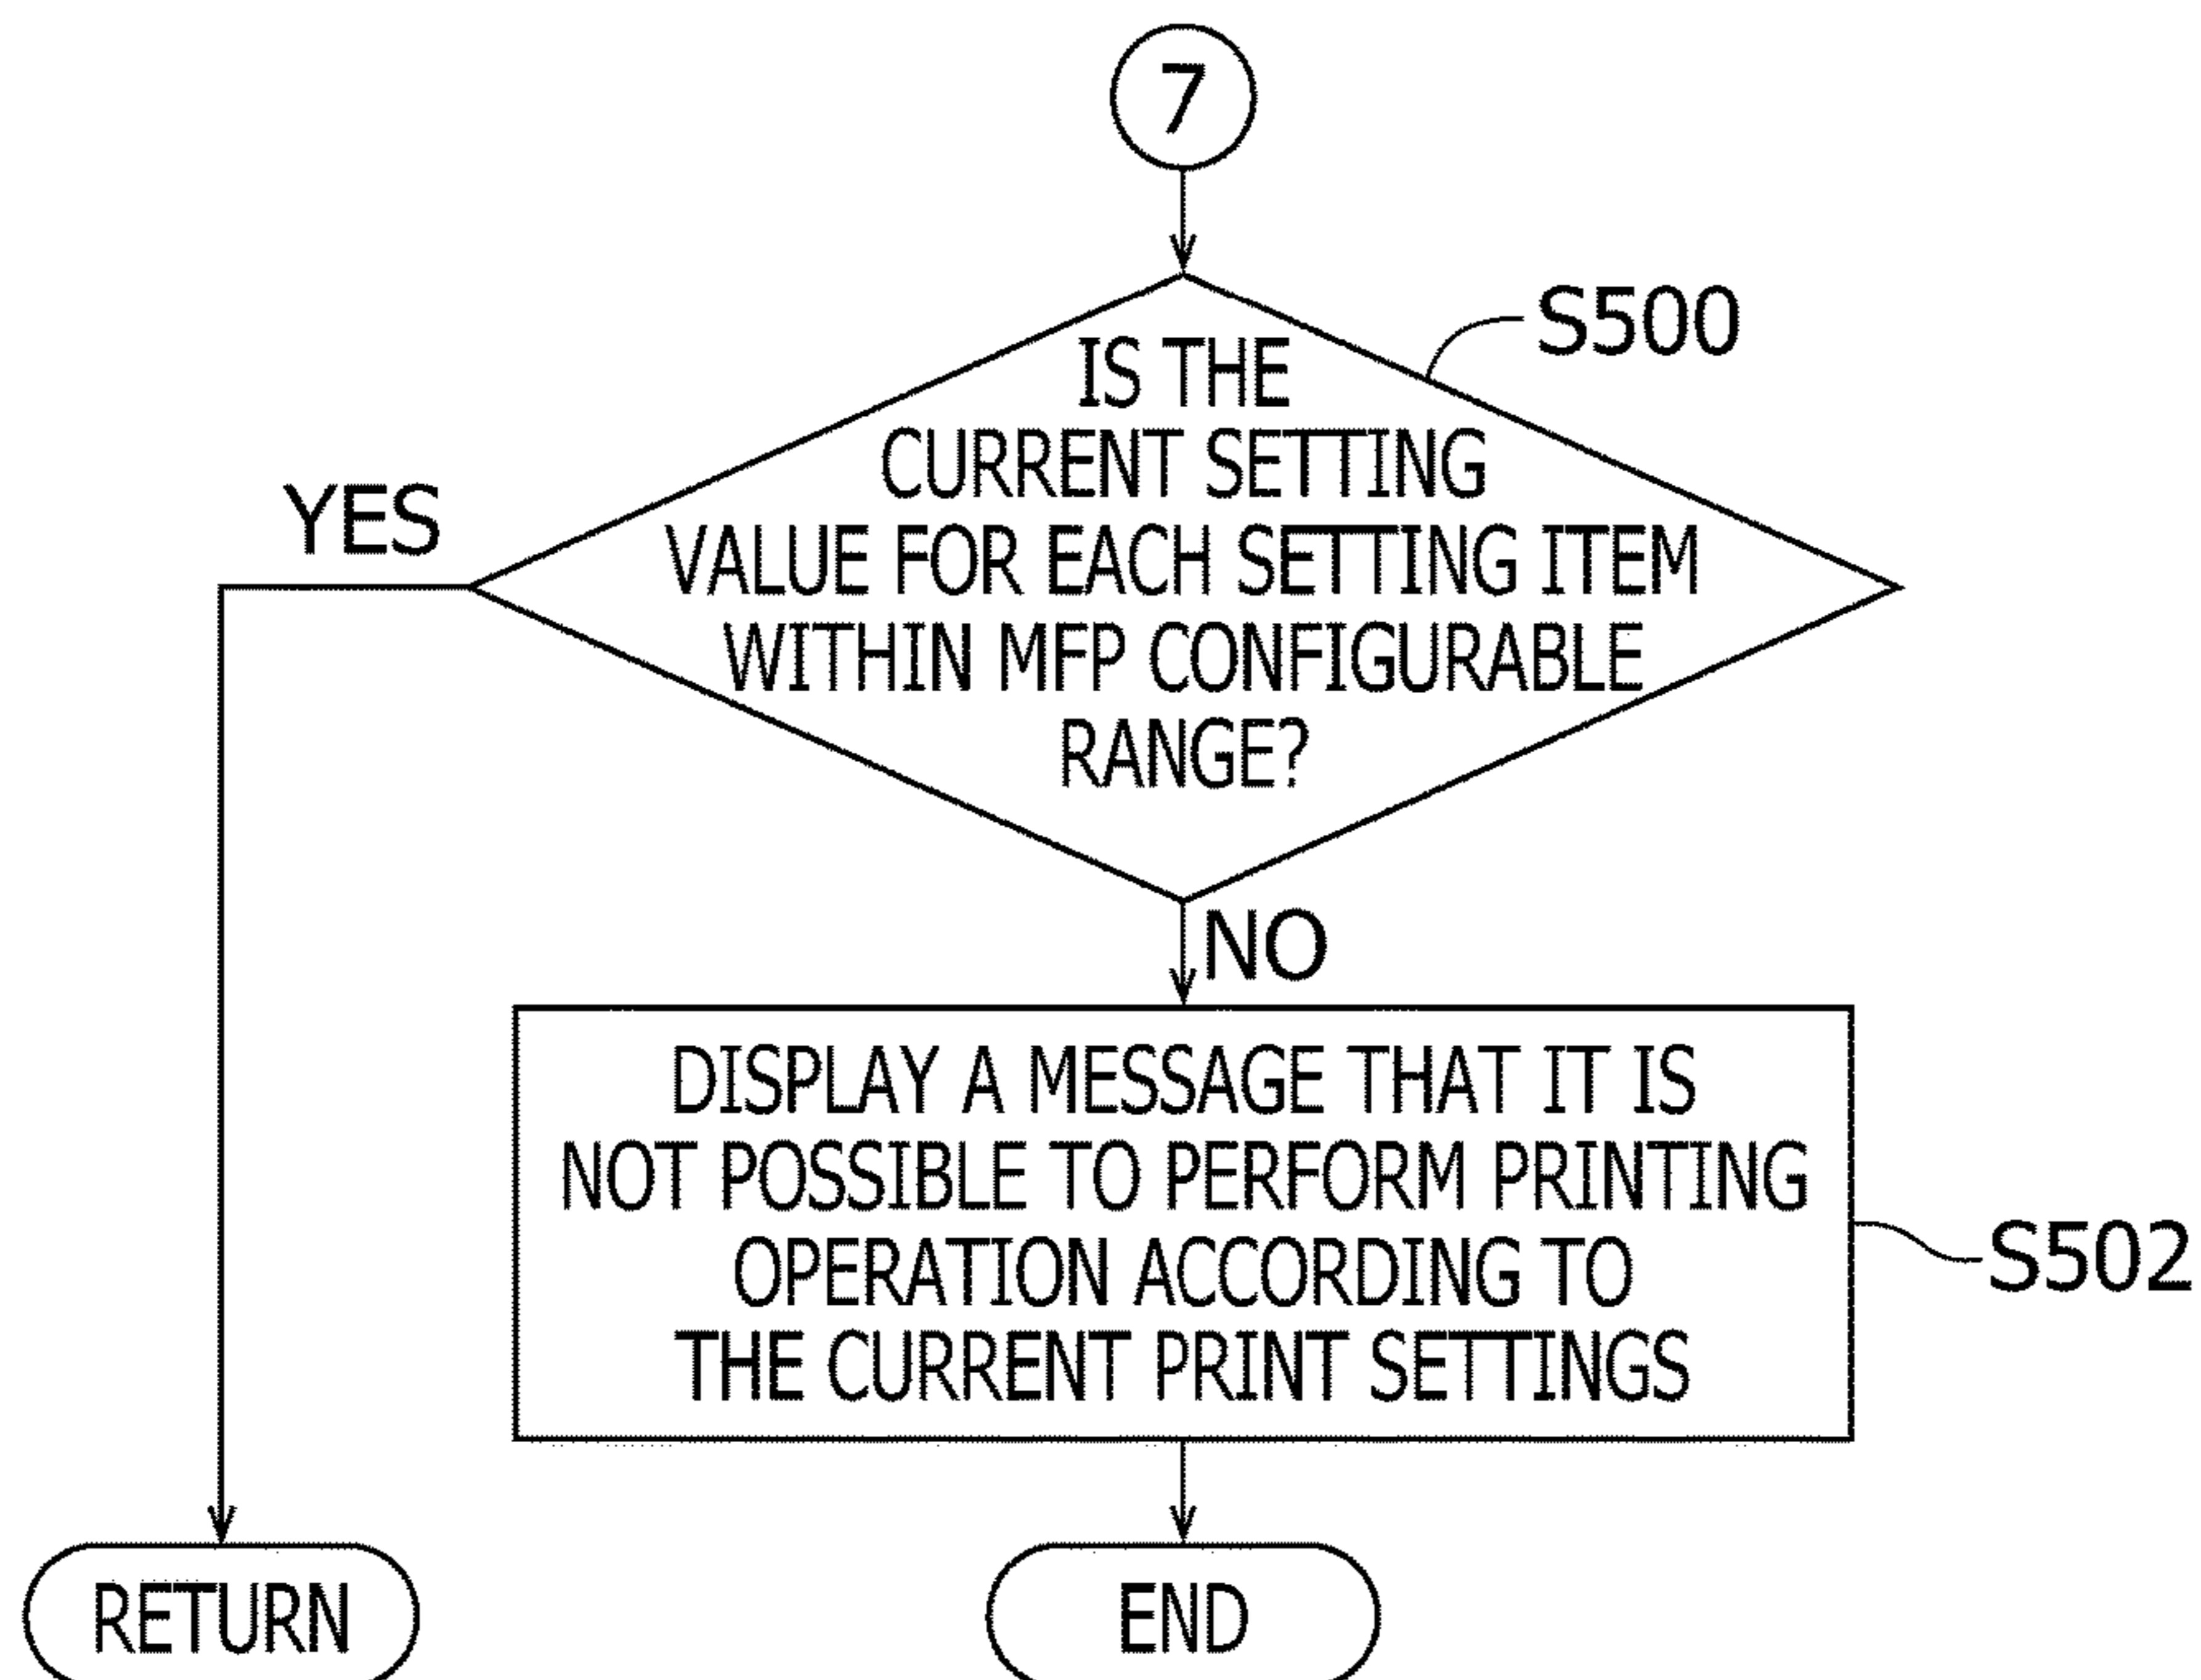 7
S500
IS THE
CURRENT SETTING
VALUE FOR EACH SETTING ITEM
WITHIN MFP CONFIGURABLE
RANGE?
YES
NO
DISPLAY A MESSAGE THAT IT IS
NOT POSSIBLE TO PERFORM PRINTING
OPERATION ACCORDING TO
THE CURRENT PRINT SETTINGS
S502
RETURN
END